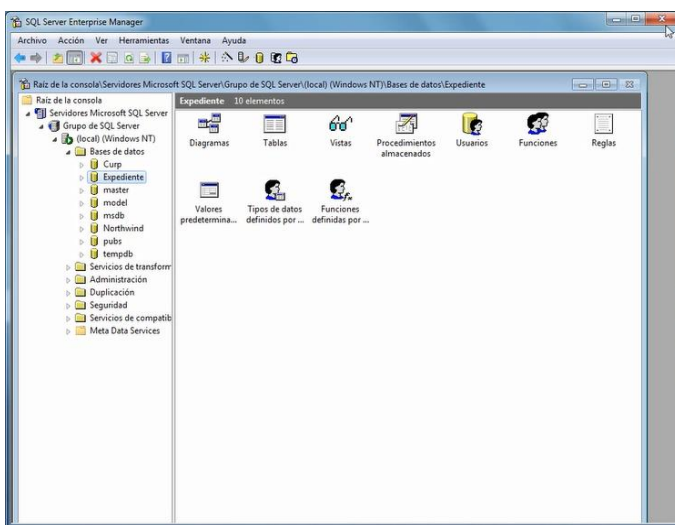 SQL Server Enterprise Manager
Archivo Acción Ver Herramientas Ventana Ayuda
Raíz de la consola\Servidores Microsoft SQL Server\Grupo de SQL Server\(local) (Windows NT)\Bases de datos\Expediente
Raíz de la consola
Servidores Microsoft SQL Server
Grupo de SQL Server
(local) (Windows NT)
Bases de datos
Curp
Expediente
master
model
msdb
Northwind
pubs
tempdb
Servicios de transform
Administración
Duplicación
Seguridad
Servicios de compatib
Meta Data Services
Expediente 10 elementos
Diagramas
Tablas
Vistas
Procedimientos
almacenados
Usuarios
Funciones
Reglas
Valores
predetermina...
Tipos de datos
definidos por ...
Funciones
definidas por ...